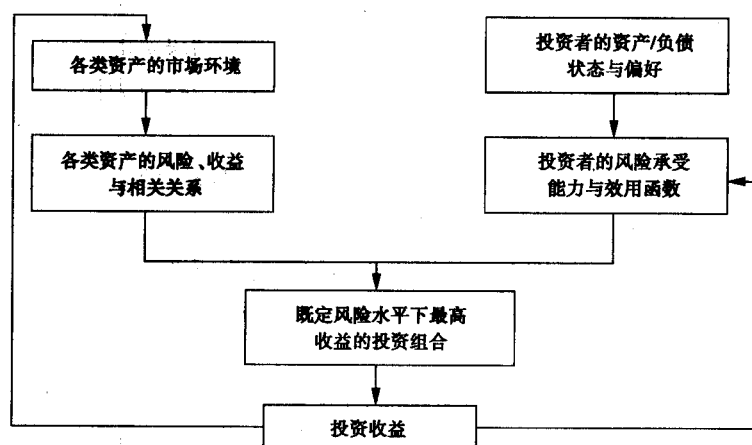 各类资产的市场环境
投资者的资产/负债
状态与偏好
各类资产的风险、收益
与相关关系
投资者的风险承受
能力与效用函数
既定风险水平下最高
收益的投资组合
投资收益